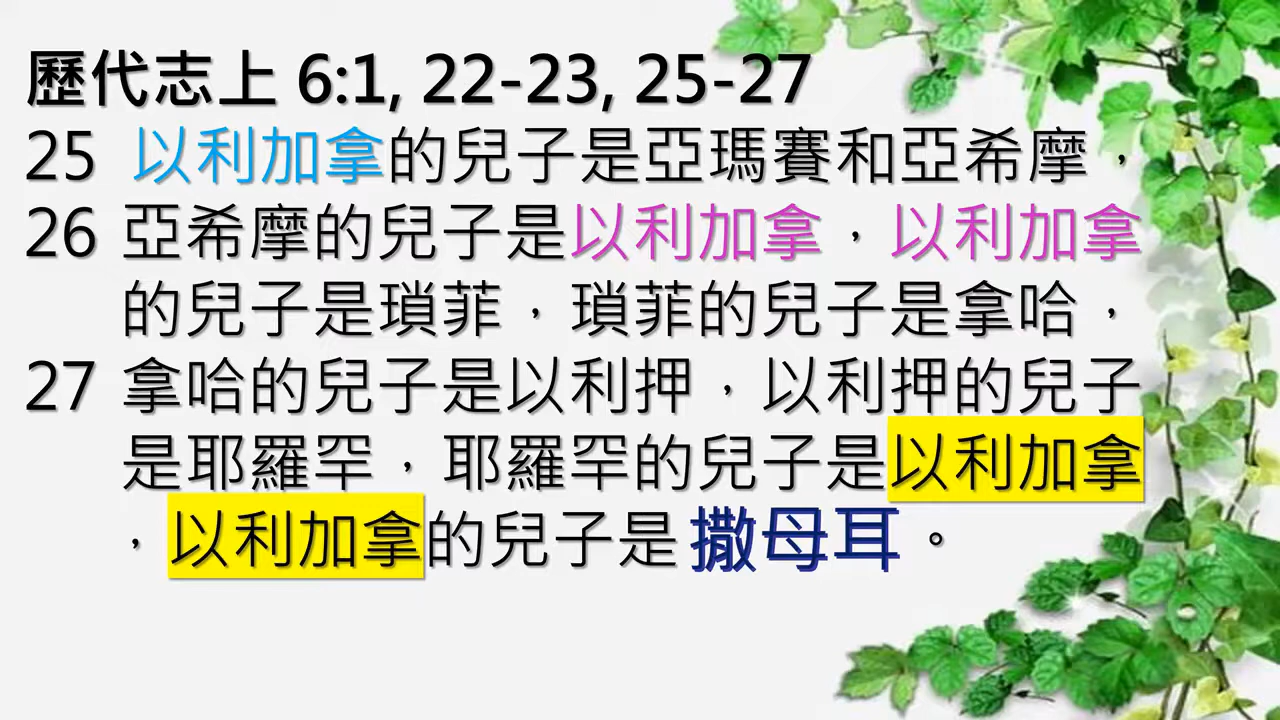 歷代志上 6:1, 22-23, 25-27
25 以利加拿的兒子是亞瑪賽和亞希摩，
26 亞希摩的兒子是以利加拿，以利加拿
的兒子是瑣菲，瑣菲的兒子是拿哈，
27 拿哈的兒子是以利押，以利押的兒子
是耶羅罕，耶羅罕的兒子是以利加拿
，以利加拿的兒子是 撒母耳。